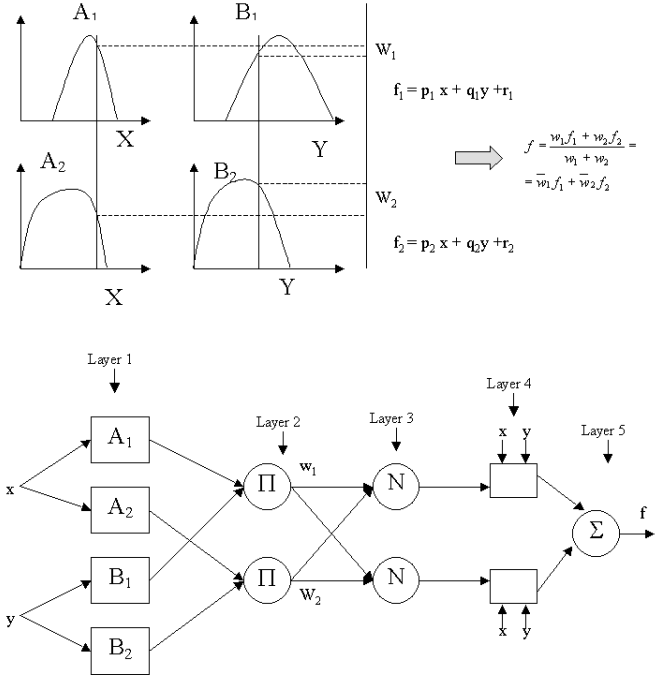 A₁
B₁
W₁
X
Y
f₁ = p₁ x + q₁y +r₁
f = w₁f₁ + w₂f₂ / w₁ + w₂ =
= w̅₁f₁ + w̅₂f₂
A₂
B₂
W₂
X
Y
f₂ = p₂ x + q₂y +r₂
Layer 1
Layer 2
Layer 3
Layer 4
Layer 5
x
y
A₁
A₂
B₁
B₂
Π
Π
w₁
W₂
N
N
x y
x y
Σ
f